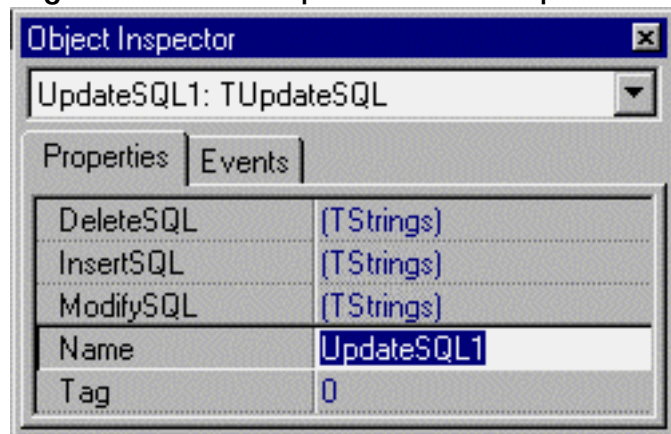 Object Inspector
UpdateSQL1: TUpdateSQL
Properties Events
DeleteSQL (TStrings)
InsertSQL (TStrings)
ModifySQL (TStrings)
Name UpdateSQL1
Tag 0